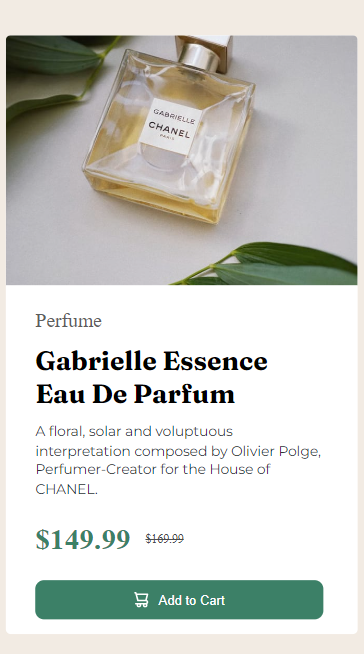 GABRIELLE
CHANEL
PARIS
Perfume
Gabrielle Essence
Eau De Parfum
A floral, solar and voluptuous
interpretation composed by Olivier Polge,
Perfumer-Creator for the House of
CHANEL.
$149.99 $169.99
Add to Cart